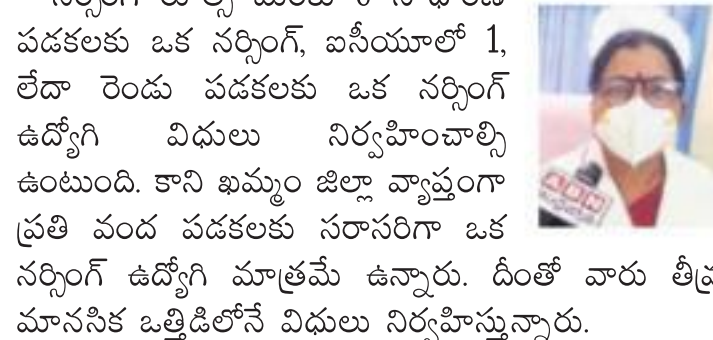 పడకలకు ఒక నర్సింగ్, ఐసీయూలో 1,
లేదా రెండు పడకలకు ఒక నర్సింగ్
ఉద్యోగి విధులు నిర్వహించాల్సి
ఉంటుంది. కాని ఖమ్మం జిల్లా వ్యాప్తంగా
ప్రతి వంద పడకలకు సరాసరిగా ఒక
నర్సింగ్ ఉద్యోగి మాత్రమే ఉన్నారు. దీంతో వారు
మానసిక ఒత్తిడిలోనే విధులు నిర్వహిస్తున్నారు.
ABN